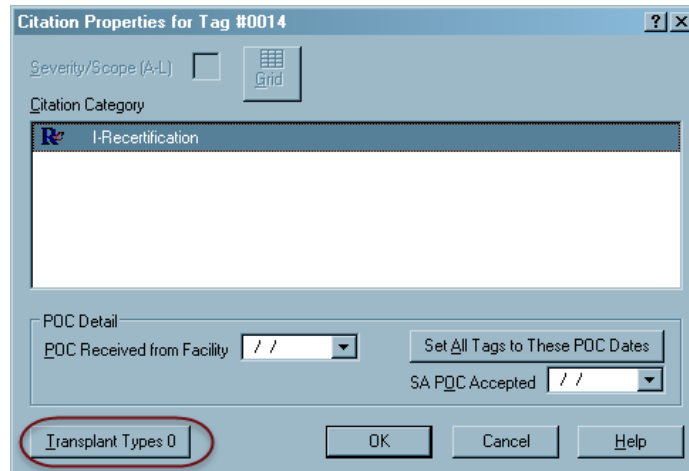 Citation Properties for Tag #0014
Severity/Scope (A-L)
Grid
Citation Category
I-Recertification
POC Detail
POC Received from Facility / /
Set All Tags to These POC Dates
SA POC Accepted / /
Transplant Types 0 OK Cancel Help